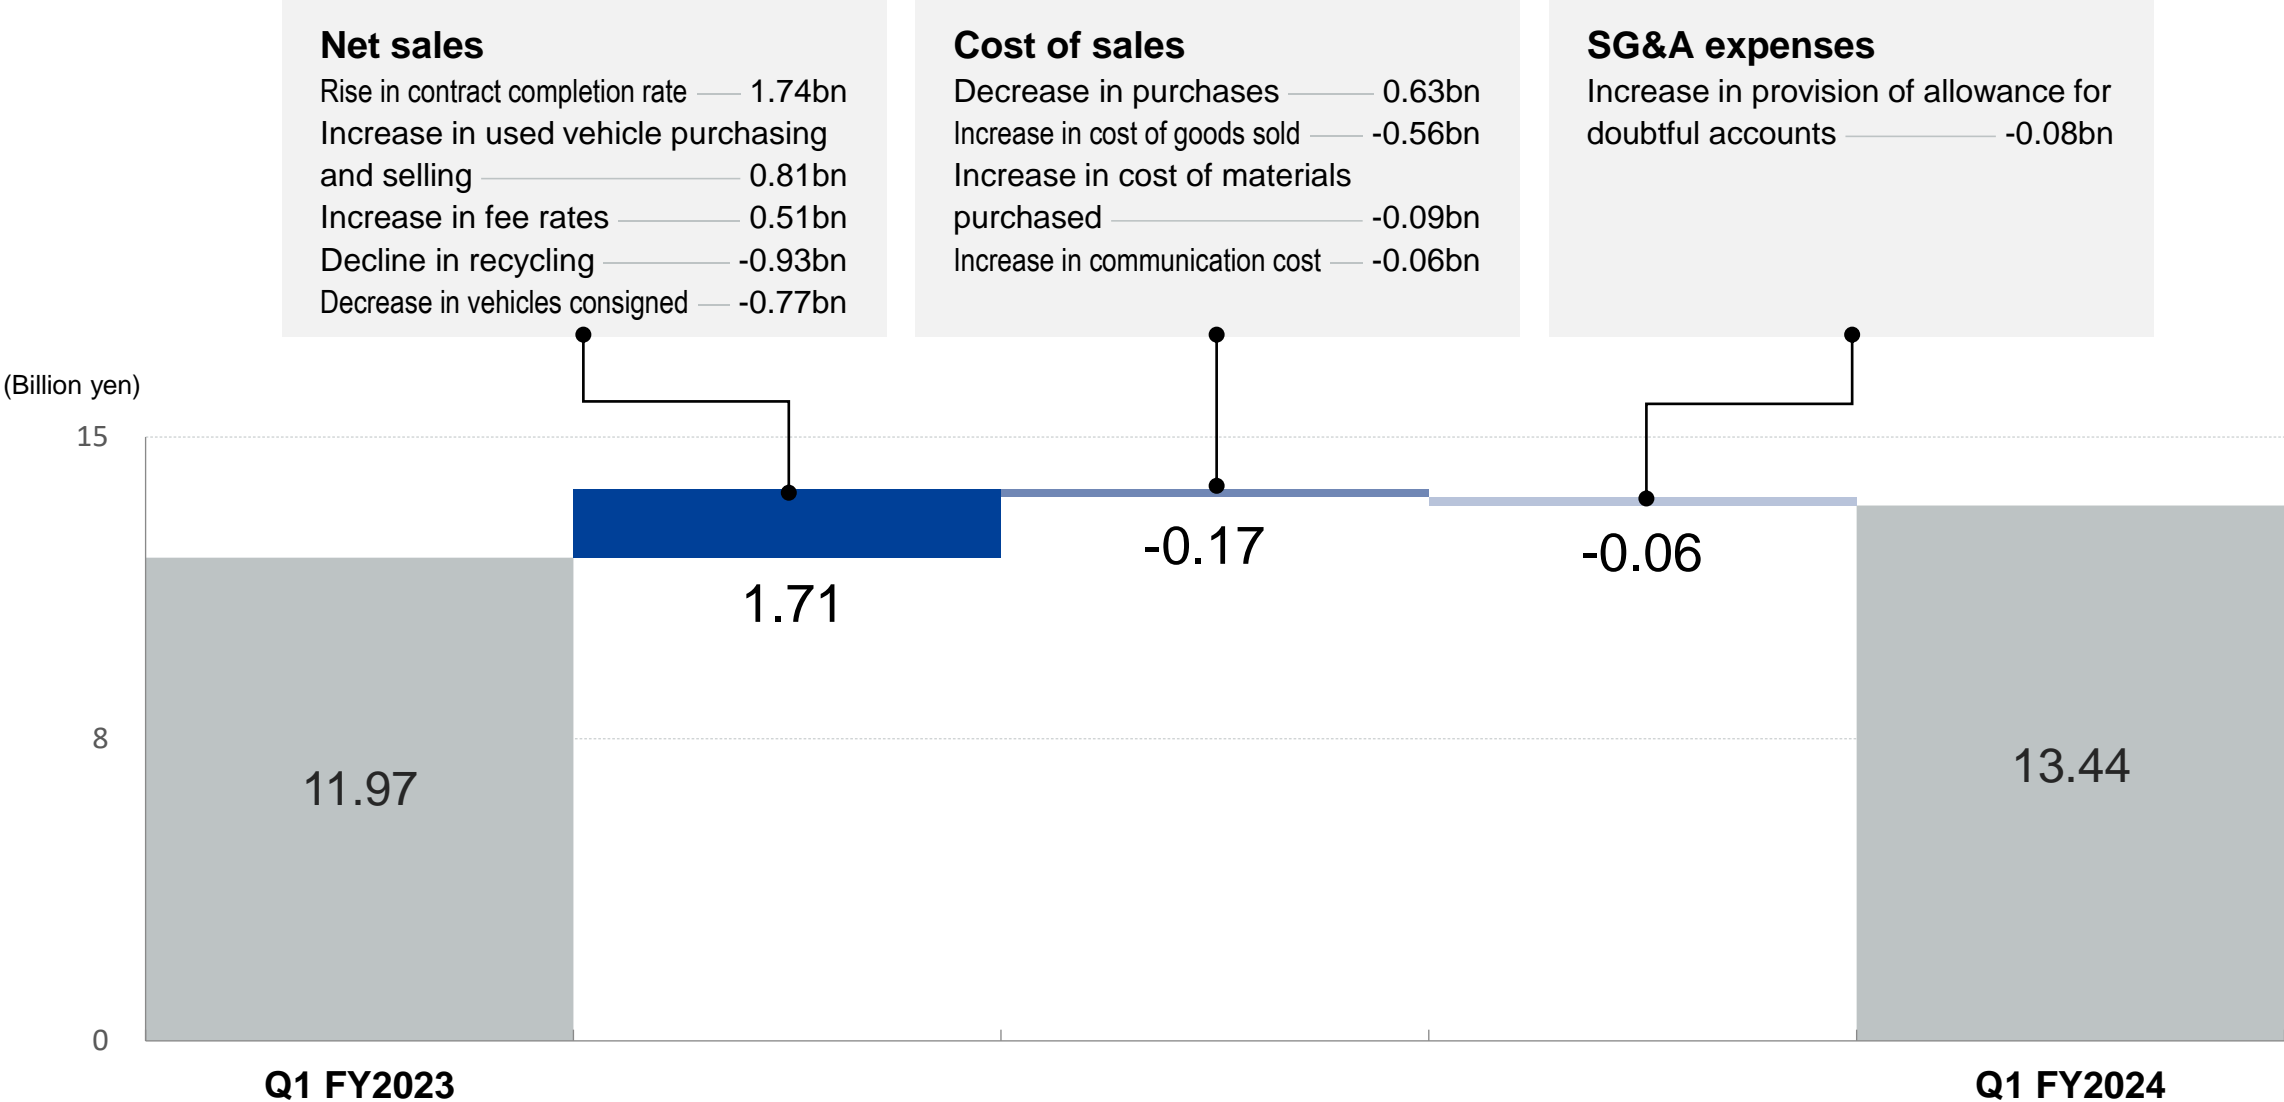 Net sales
Rise in contract completion rate 1.74bn
Increase in used vehicle purchasing
and selling 0.81bn
Increase in fee rates 0.51bn
Decline in recycling -0.93bn
Decrease in vehicles consigned -0.77bn
Cost of sales
Decrease in purchases 0.63bn
Increase in cost of goods sold -0.56bn
Increase in cost of materials
purchased -0.09bn
Increase in communication cost -0.06bn
SG&A expenses
Increase in provision of allowance for
doubtful accounts -0.08bn
(Billion yen)
15
8
0
11.97
1.71
-0.17
-0.06
13.44
Q1 FY2023
Q1 FY2024